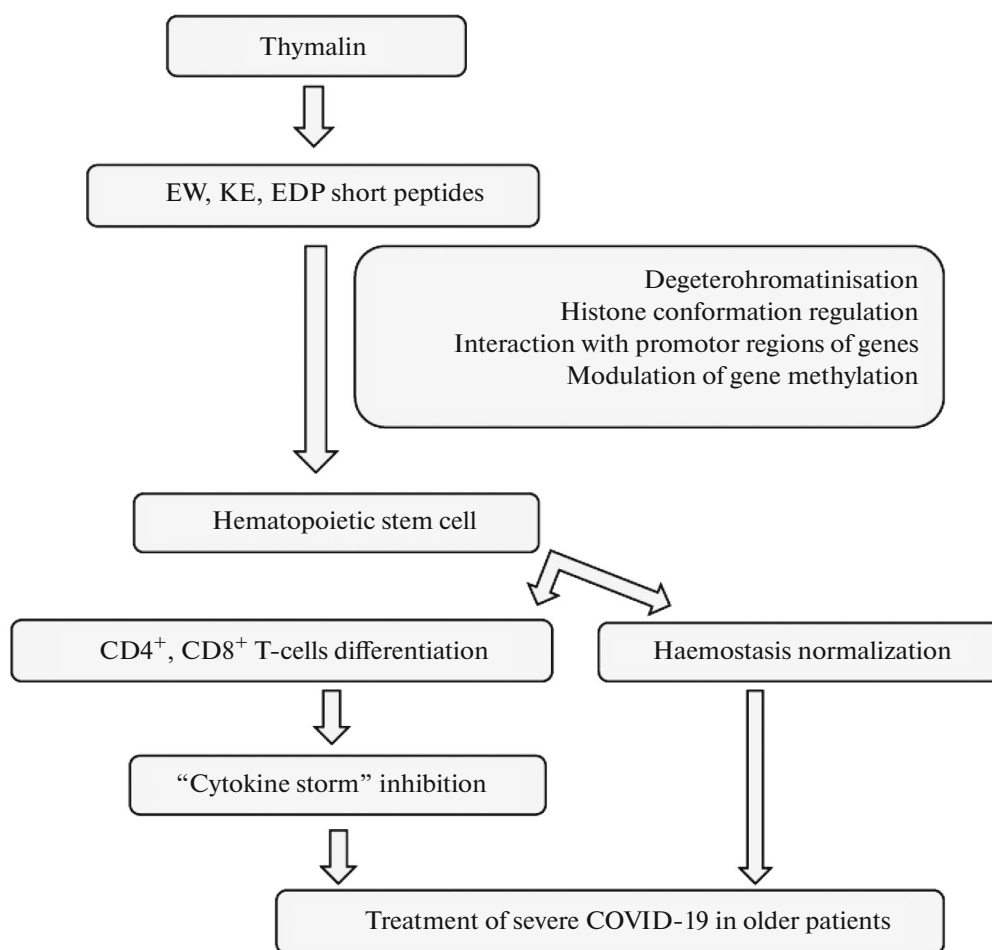 Thymalin
EW, KE, EDP short peptides
Degeterohromatinisation
Histone conformation regulation
Interaction with promotor regions of genes
Modulation of gene methylation
Hematopoietic stem cell
CD4⁺, CD8⁺ T-cells differentiation
Haemostasis normalization
“Cytokine storm” inhibition
Treatment of severe COVID-19 in older patients